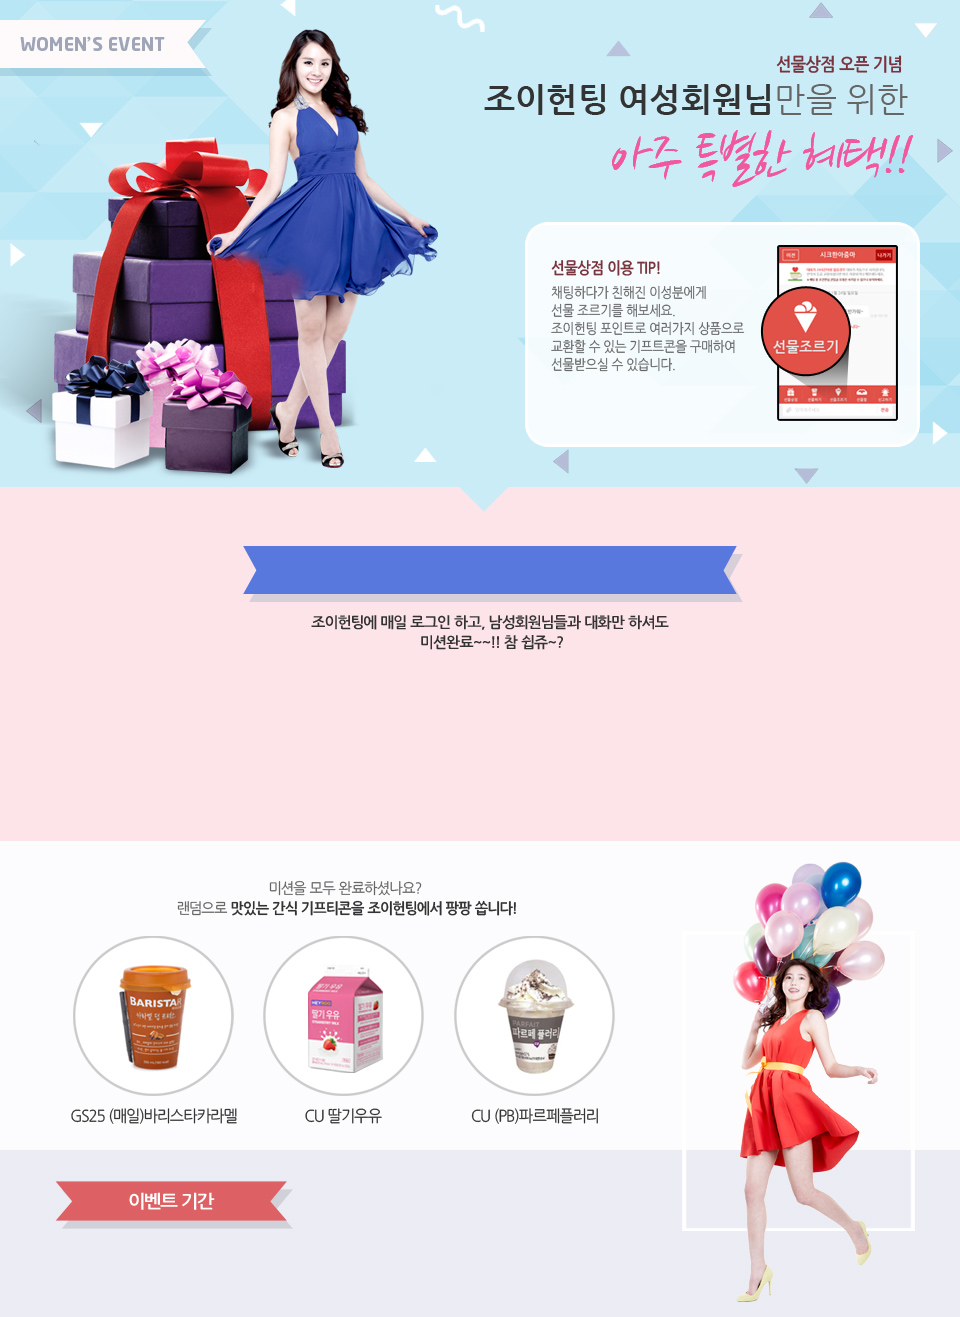 WOMEN'S EVENT
선물상점 오픈 기념
조이헌팅 여성회원님만을 위한
아주 특별한 혜택!!
선물상점 이용 TIP!
채팅하다가 친해진 이성분에게
선물 조르기를 해보세요.
조이헌팅 포인트로 여러가지 상품으로
교환할 수 있는 기프트콘을 구매하여
선물받으실 수 있습니다.
시크한아줌마
나가기
선물조르기
조이헌팅에 매일 로그인 하고, 남성회원님들과 대화만 하셔도
미션완료~~!! 참 쉽쥬~?
미션을 모두 완료하셨나요?
랜덤으로 맛있는 간식 기프티콘을 조이헌팅에서 팡팡 쏩니다!
BARISTA
딸기우유
PARFAIT
파르페 플러리
GS25 (매일)바리스타카라멜
CU 딸기우유
CU (PB)파르페플러리
이벤트 기간